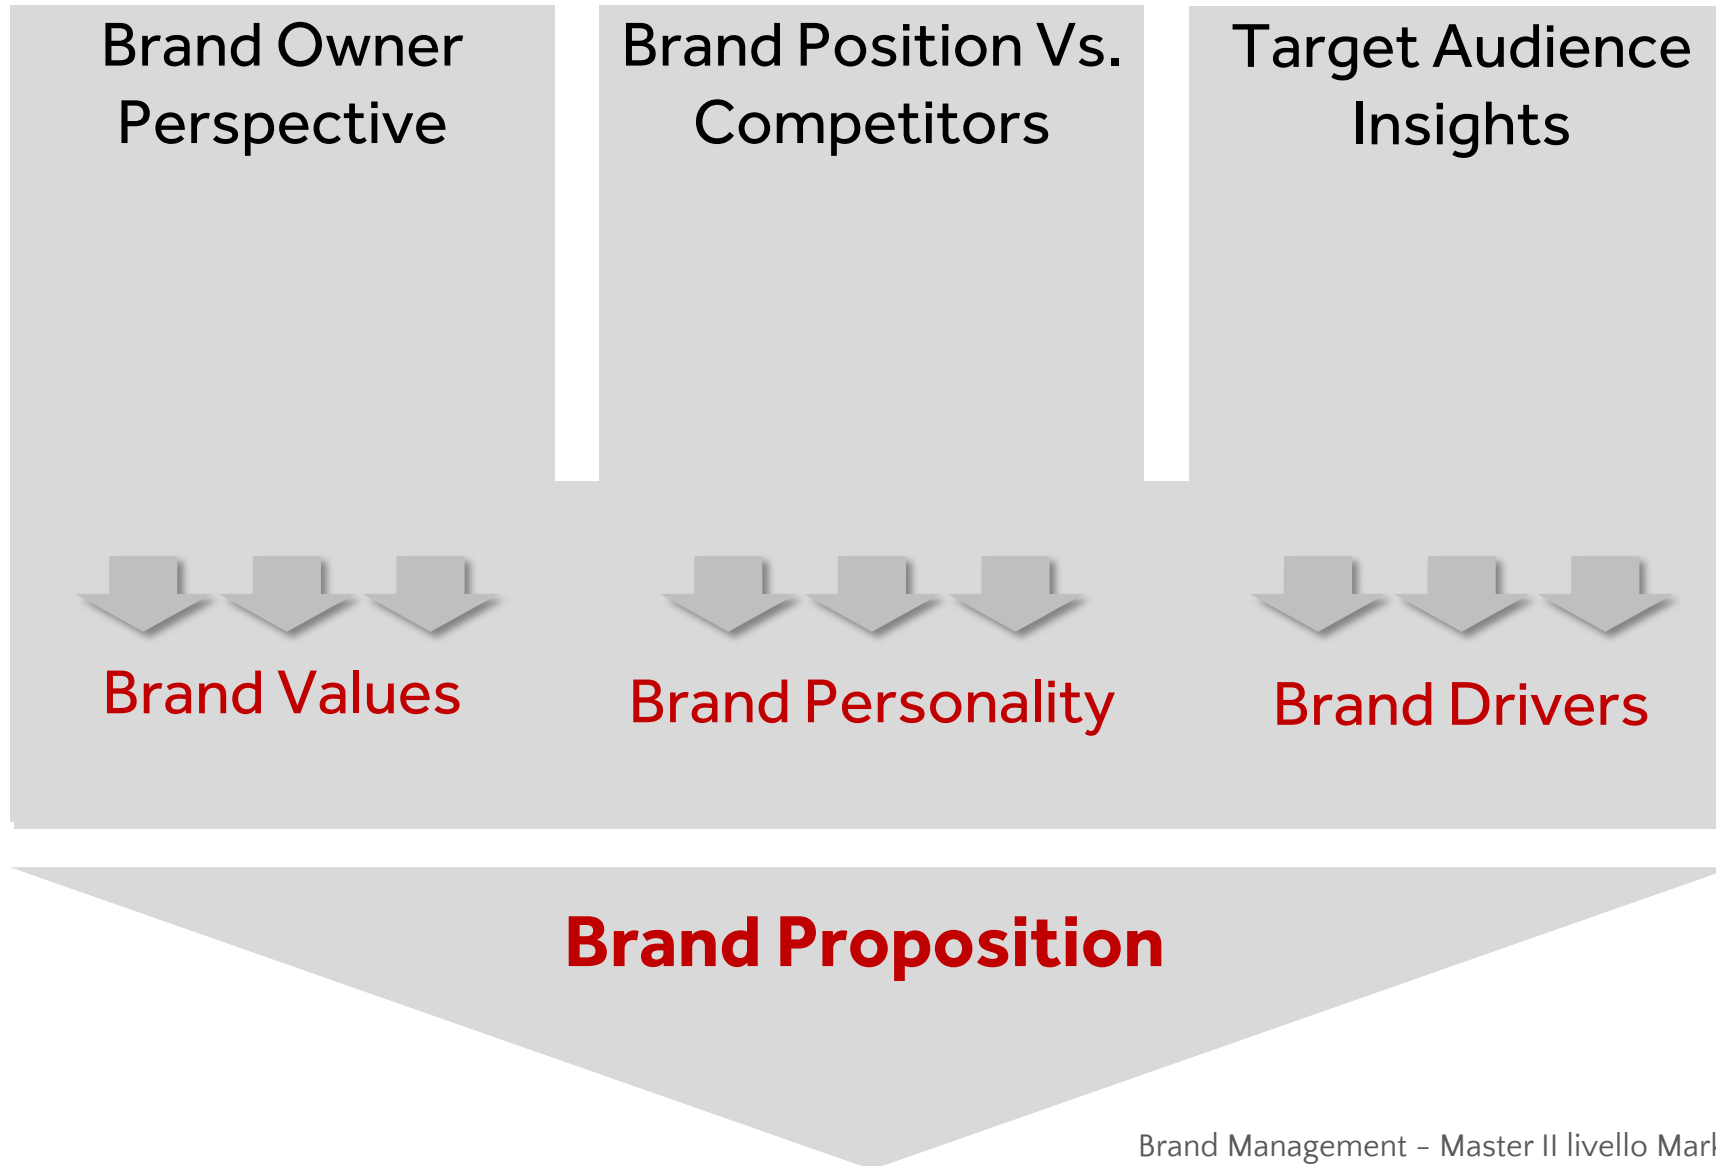 Brand Owner
Perspective
Brand Position Vs.
Competitors
Target Audience
Insights
Brand Values
Brand Personality
Brand Drivers
Brand Proposition
Brand Management - Master II livello Mark